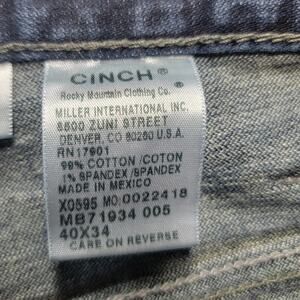 CINCH®
Rocky Mountain Clothing Co.®
MILLER INTERNATIONAL INC.
8500 ZUNI STREET
DENVER, CO 80260 U.S.A.
RN17901
99% COTTON /COTON
1% SPANDEX/SPANDEX
MADE IN MEXICO
X0595 MO:0022418
MB71934 005
40X34
CARE ON REVERSE